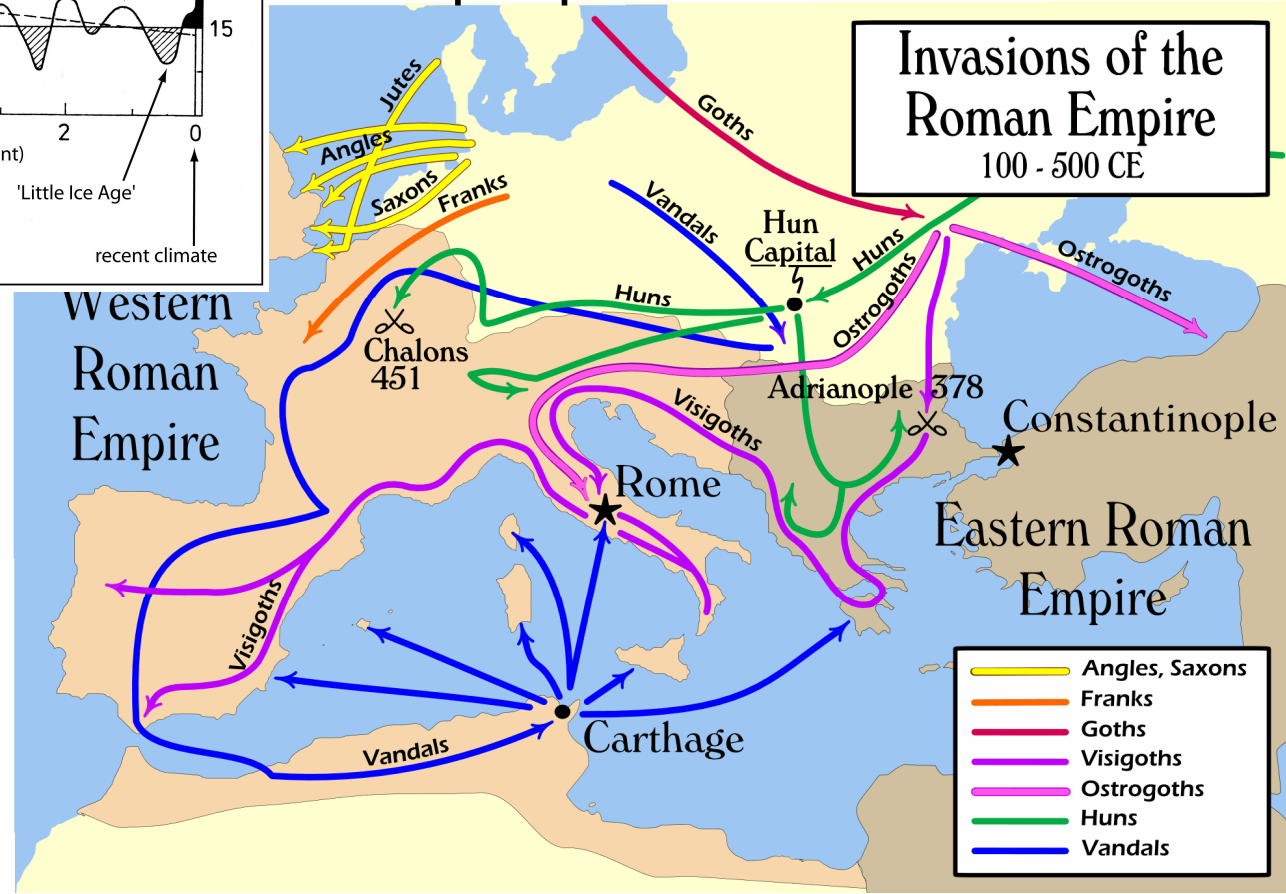 15
2
0
nt)
'Little Ice Age'
recent climate
Invasions of the
Roman Empire
100 - 500 CE
Jutes
Angles
Saxons
Franks
Goths
Vandals
Hun
Capital
Huns
Ostrogoths
Ostrogoths
Huns
Western
Roman
Empire
Chalons
451
Adrianople 378
Constantinople
Visigoths
Rome
Eastern Roman
Empire
Visigoths
Carthage
Vandals
Angles, Saxons
Franks
Goths
Visigoths
Ostrogoths
Huns
Vandals